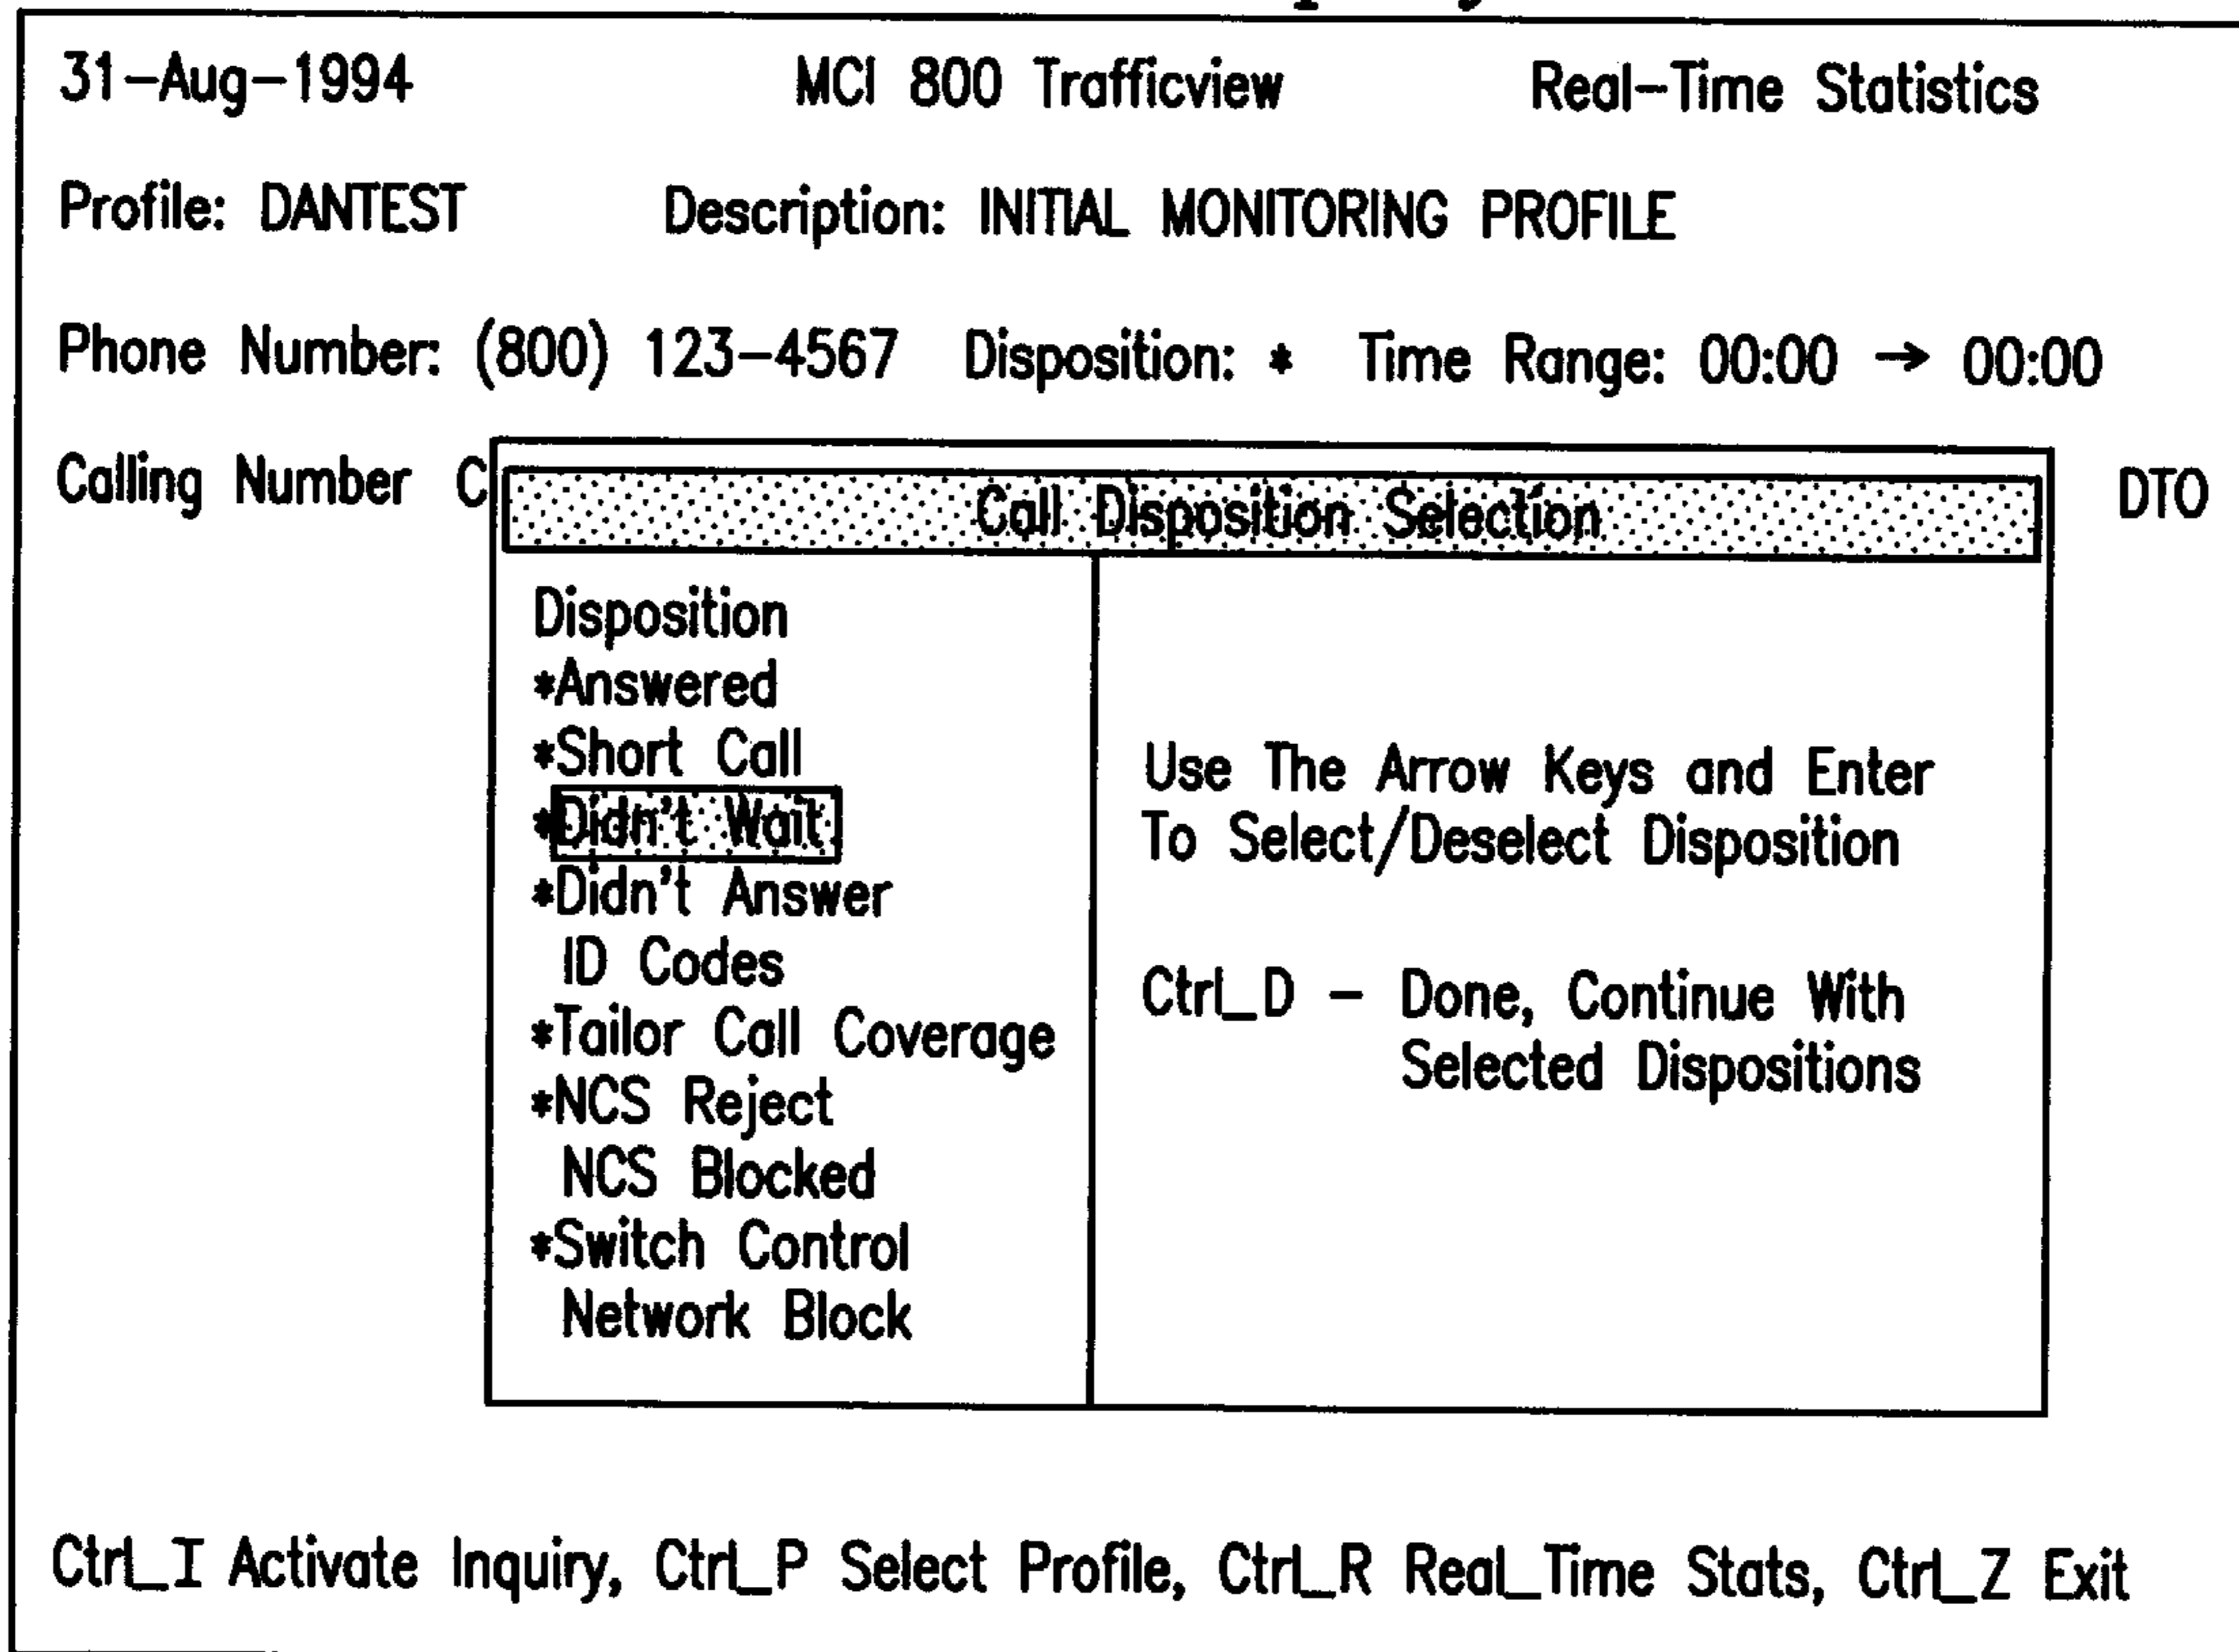 31-Aug-1994 MCI 800 Trafficview Real-Time Statistics
Profile: DANTEST Description: INITIAL MONITORING PROFILE
Phone Number: (800) 123-4567 Disposition: * Time Range: 00:00 → 00:00
Calling Number C DTO
Call Disposition Selection
Disposition
*Answered
*Short Call
*Didn't Wait
*Didn't Answer
ID Codes
*Tailor Call Coverage
*NCS Reject
NCS Blocked
*Switch Control
Network Block
Use The Arrow Keys and Enter
To Select/Deselect Disposition
Ctrl_D - Done, Continue With
Selected Dispositions
Ctrl_I Activate Inquiry, Ctrl_P Select Profile, Ctrl_R Real_Time Stats, Ctrl_Z Exit